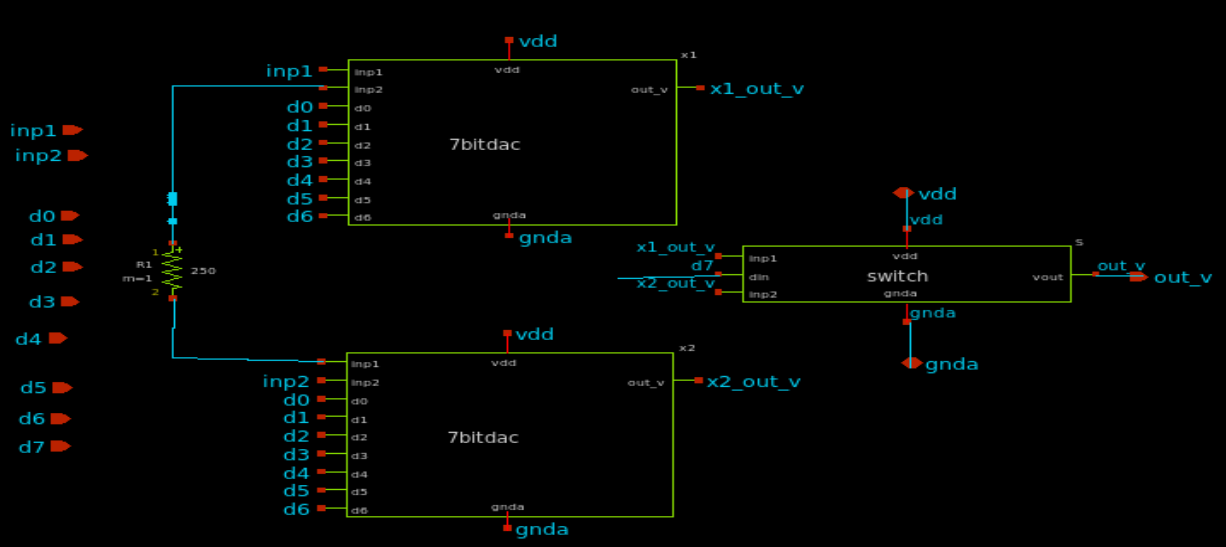 vdd
x1
inp1
inp1
vdd
inp2
out_v
x1_out_v
d0
d0
d1
d1
inp1
7bitdac
d2
d2
inp2
d3
d3
d4
d4
vdd
d5
d5
d0
d6
gnda
d6
vdd
d1
gnda
S
x1_out_v
inp1
vdd
1
+
R1
250
d7
din
switch
vout
out_v
out_v
d2
m=1
x2_out_v
inp2
gnda
2
d3
gnda
vdd
d4
x2
inp1
vdd
gnda
inp2
inp2
out_v
x2_out_v
d5
d0
d0
d1
d1
d6
d2
d2
7bitdac
d7
d3
d3
d4
d4
d5
d5
d6
d6
gnda
gnda